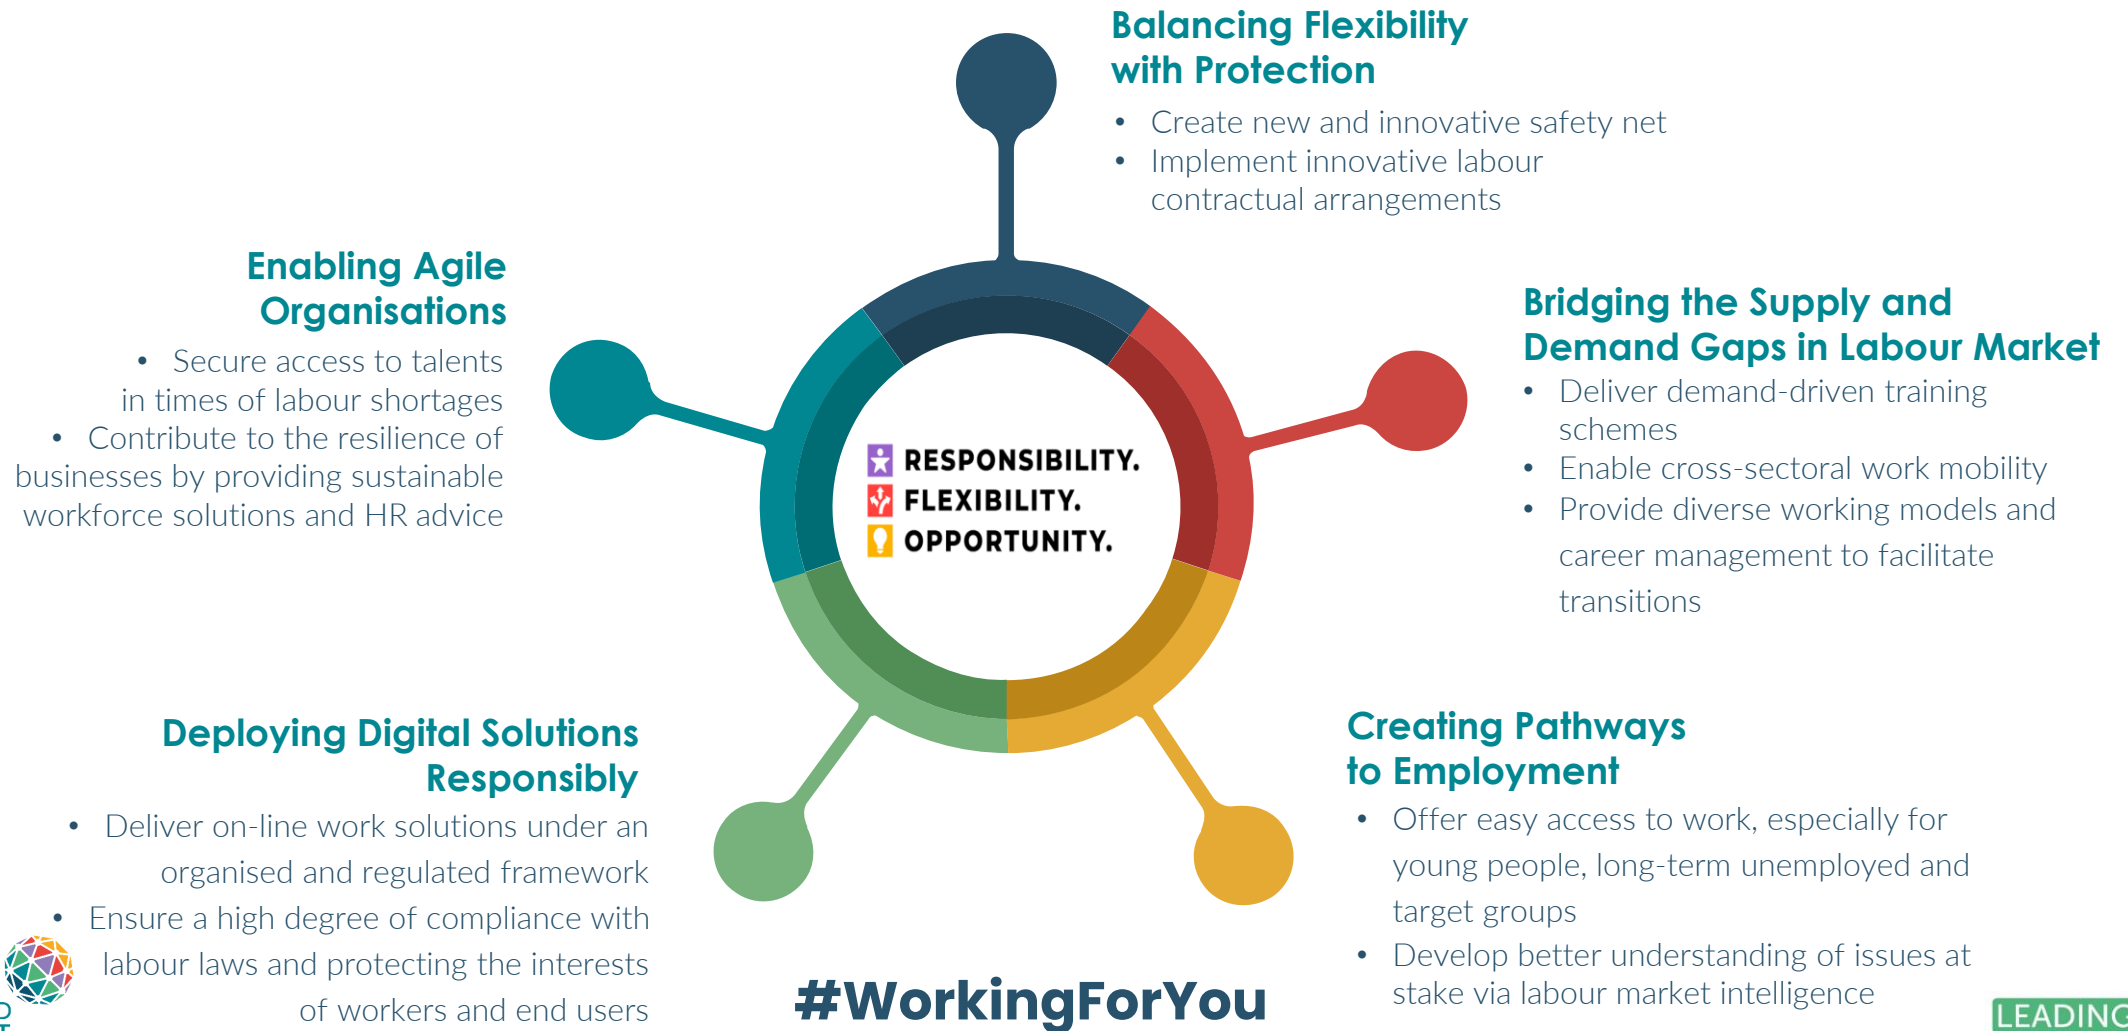 Balancing Flexibility
with Protection
• Create new and innovative safety net
• Implement innovative labour
contractual arrangements
Enabling Agile
Organisations
• Secure access to talents
in times of labour shortages
• Contribute to the resilience of
businesses by providing sustainable
workforce solutions and HR advice
Bridging the Supply and
Demand Gaps in Labour Market
• Deliver demand-driven training
schemes
• Enable cross-sectoral work mobility
• Provide diverse working models and
career management to facilitate
transitions
RESPONSIBILITY.
FLEXIBILITY.
OPPORTUNITY.
Deploying Digital Solutions
Responsibly
• Deliver on-line work solutions under an
organised and regulated framework
• Ensure a high degree of compliance with
labour laws and protecting the interests
of workers and end users
Creating Pathways
to Employment
• Offer easy access to work, especially for
young people, long-term unemployed and
target groups
• Develop better understanding of issues at
stake via labour market intelligence
#WorkingForYou
LEADING